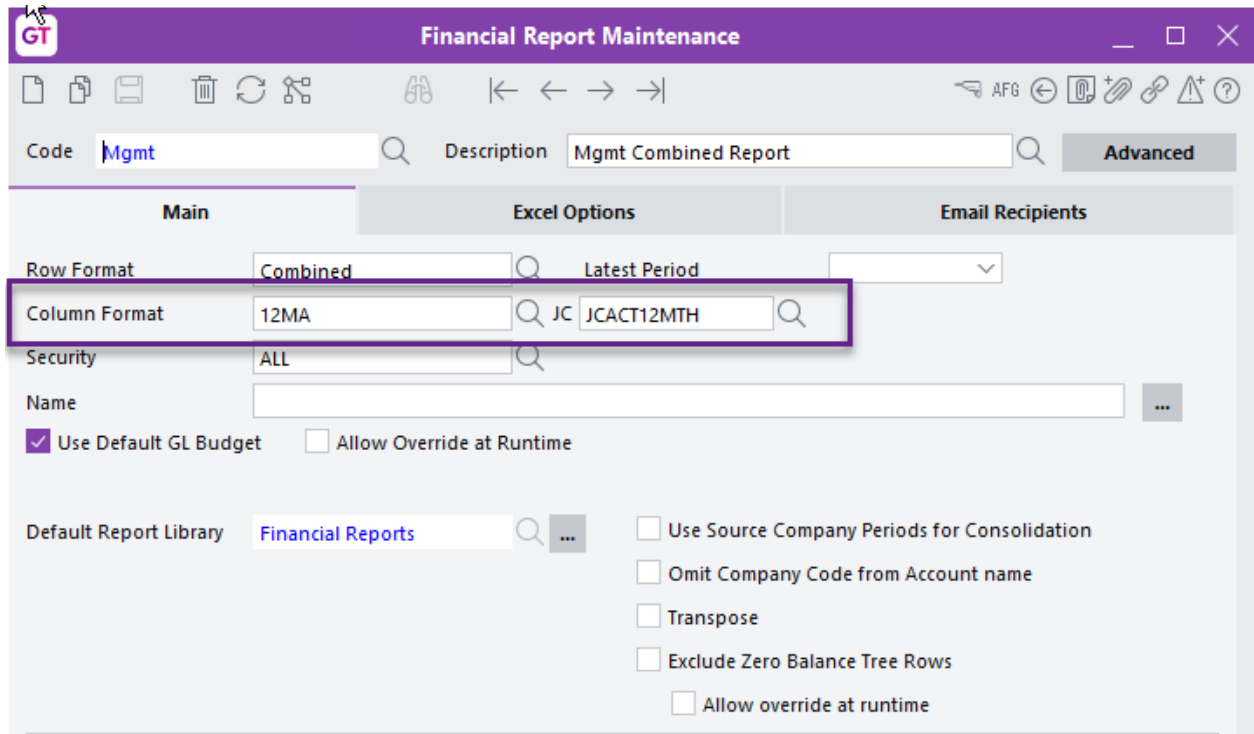 GT Financial Report Maintenance
AFG
Code Mgmt Description Mgmt Combined Report Advanced
Main Excel Options Email Recipients
Row Format Combined Latest Period
Column Format 12MA JC JCACT12MTH
Security ALL
Name ...
Use Default GL Budget Allow Override at Runtime
Default Report Library Financial Reports ... Use Source Company Periods for Consolidation
Omit Company Code from Account name
Transpose
Exclude Zero Balance Tree Rows
Allow override at runtime